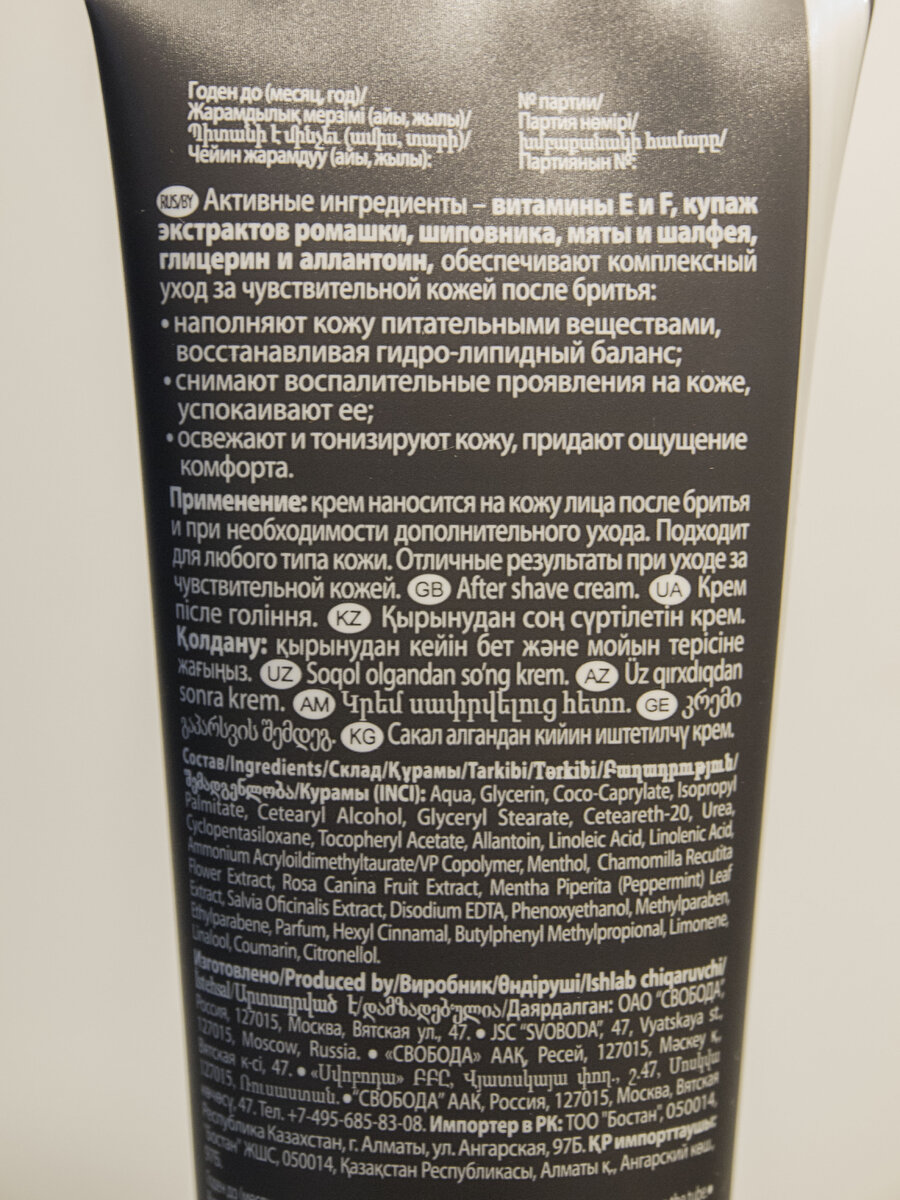 Годен до (месяц, год)/
Жарамдылық мерзімі (айы, жылы)/
Պիտանի է մինչեւ (ամիս, տարի)/
Чейин жарамдуу (айы, жылы):
№ партии/
Партия нөмірі/
խմբաքանակի համարը/
Партиянын №:
RUS/BY Активные ингредиенты – витамины Е и F, купаж
экстрактов ромашки, шиповника, мяты и шалфея,
глицерин и аллантоин, обеспечивают комплексный
уход за чувствительной кожей после бритья:
• наполняют кожу питательными веществами,
восстанавливая гидро-липидный баланс;
• снимают воспалительные проявления на коже,
успокаивают ее;
• освежают и тонизируют кожу, придают ощущение
комфорта.
Применение: крем наносится на кожу лица после бритья
и при необходимости дополнительного ухода. Подходит
для любого типа кожи. Отличные результаты при уходе за
чувствительной кожей. GB After shave cream. UA Крем
після гоління. KZ Қырынудан соң сүртілетін крем.
Қолдану: қырынудан кейін бет және мойын терісіне
жағыңыз. UZ Soqol olgandan so'ng krem. AZ Üz qırxdıqdan
sonra krem. AM Կրեմ սափրվելուց հետո. GE კრემი
გაპარსვის შემდეგ. KG Сакал алгандан кийин иштетилчү крем.
Состав/Ingredients/Склад/Құрамы/Tarkibi/Tərkibi/Բաղադրություն/
შემადგენლობა/Курамы (INCI): Aqua, Glycerin, Coco-Caprylate, Isopropyl
Palmitate, Cetearyl Alcohol, Glyceryl Stearate, Ceteareth-20, Urea,
Cyclopentasiloxane, Tocopheryl Acetate, Allantoin, Linoleic Acid, Linolenic Acid,
Ammonium Acryloildimethyltaurate/VP Copolymer, Menthol, Chamomilla Recutita
Flower Extract, Rosa Canina Fruit Extract, Mentha Piperita (Peppermint) Leaf
Extract, Salvia Oficinalis Extract, Disodium EDTA, Phenoxyethanol, Methylparaben,
Ethylparabene, Parfum, Hexyl Cinnamal, Butylphenyl Methylpropional, Limonene,
Linalool, Coumarin, Citronellol.
Изготовлено/Produced by/Виробник/Өндіруші/Ishlab chiqaruvchi/
Istehsal/Արտադրված է/დამზადებულია/Даярдалган: ОАО "СВОБОДА",
Россия, 127015, Москва, Вятская ул., 47. • JSC "SVOBODA", 47, Vyatskaya st.,
127015, Moscow, Russia. • «СВОБОДА» ААҚ, Ресей, 127015, Маскеу қ.,
Вятская к-сі, 47. • «Սվոբոդա» ԲԲԸ, Վյատսկայա փող., 2.47, Մոսկվա
127015, Ռուսաստան. • "СВОБОДА" ААК, Россия, 127015, Москва, Вятская
көчөсү, 47. Тел. +7-495-685-83-08. Импортер в РК: ТОО "Бостан", 050014,
Республика Казахстан, г. Алматы, ул. Ангарская, 97Б. ҚР импорттаушы:
"Бостан" ЖШС, 050014, Қазақстан Республикасы, Алматы қ., Ангарский көш.,
97Б.